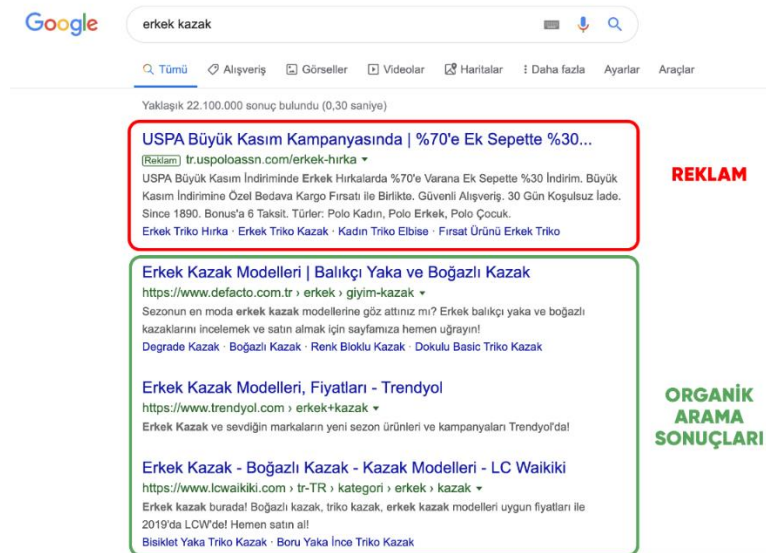 Google
erkek kazak
Tümü Alışveriş Görseller Videolar Haritalar Daha fazla Ayarlar Araçlar
Yaklaşık 22.100.000 sonuç bulundu (0,30 saniye)
USPA Büyük Kasım Kampanyasında | %70'e Ek Sepette %30...
Reklam tr.uspoloassn.com/erkek-hırka
USPA Büyük Kasım İndiriminde Erkek Hırkalarda %70'e Varana Ek Sepette %30 İndirim. Büyük
Kasım İndirimine Özel Bedava Kargo Fırsatı ile Birlikte. Güvenli Alışveriş. 30 Gün Koşulsuz İade.
Since 1890. Bonus'a 6 Taksit. Türler: Polo Kadın, Polo Erkek, Polo Çocuk.
Erkek Triko Hırka · Erkek Triko Kazak · Kadın Triko Elbise · Fırsat Ürünü Erkek Triko
REKLAM
Erkek Kazak Modelleri | Balıkçı Yaka ve Boğazlı Kazak
https://www.defacto.com.tr › erkek › giyim-kazak
Sezonun en moda erkek kazak modellerine göz attınız mı? Erkek balıkçı yaka ve boğazlı
kazaklarını incelemek ve satın almak için sayfamıza hemen uğrayın!
Degrade Kazak · Boğazlı Kazak · Renk Bloklu Kazak · Dokulu Basic Triko Kazak
Erkek Kazak Modelleri, Fiyatları - Trendyol
https://www.trendyol.com › erkek+kazak
Erkek Kazak ve sevdiğin markaların yeni sezon ürünleri ve kampanyaları Trendyol'da!
Erkek Kazak - Boğazlı Kazak - Kazak Modelleri - LC Waikiki
https://www.lcwaikiki.com › tr-TR › kategori › erkek › kazak
Erkek kazak burada! Boğazlı kazak, triko kazak, erkek kazak modelleri uygun fiyatları ile
2019'da LCW'de! Hemen satın al!
Bisiklet Yaka Triko Kazak · Boru Yaka İnce Triko Kazak
ORGANİK
ARAMA
SONUÇLARI